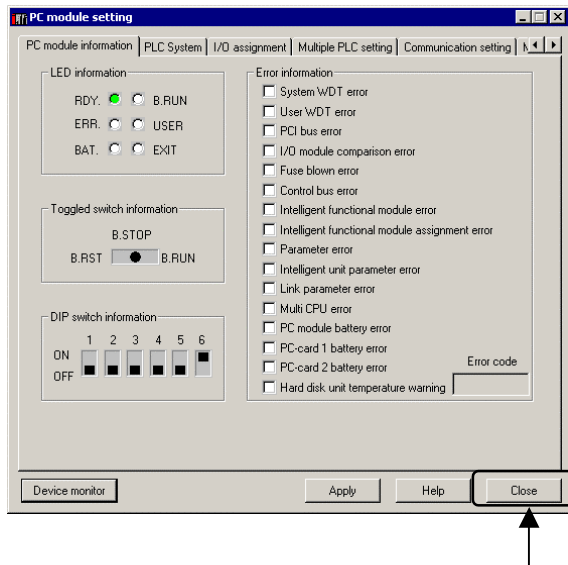 PC module setting
PC module information PLC System I/O assignment Multiple PLC setting Communication setting
LED information
RDY. B.RUN
ERR. USER
BAT. EXIT
Toggled switch information
B.STOP
B.RST B.RUN
DIP switch information
1 2 3 4 5 6
ON
OFF
Error information
System WDT error
User WDT error
PCI bus error
I/O module comparison error
Fuse blown error
Control bus error
Intelligent functional module error
Intelligent functional module assignment error
Parameter error
Intelligent unit parameter error
Link parameter error
Multi CPU error
PC module battery error
PC-card 1 battery error
PC-card 2 battery error
Hard disk unit temperature warning
Error code
Device monitor Apply Help Close